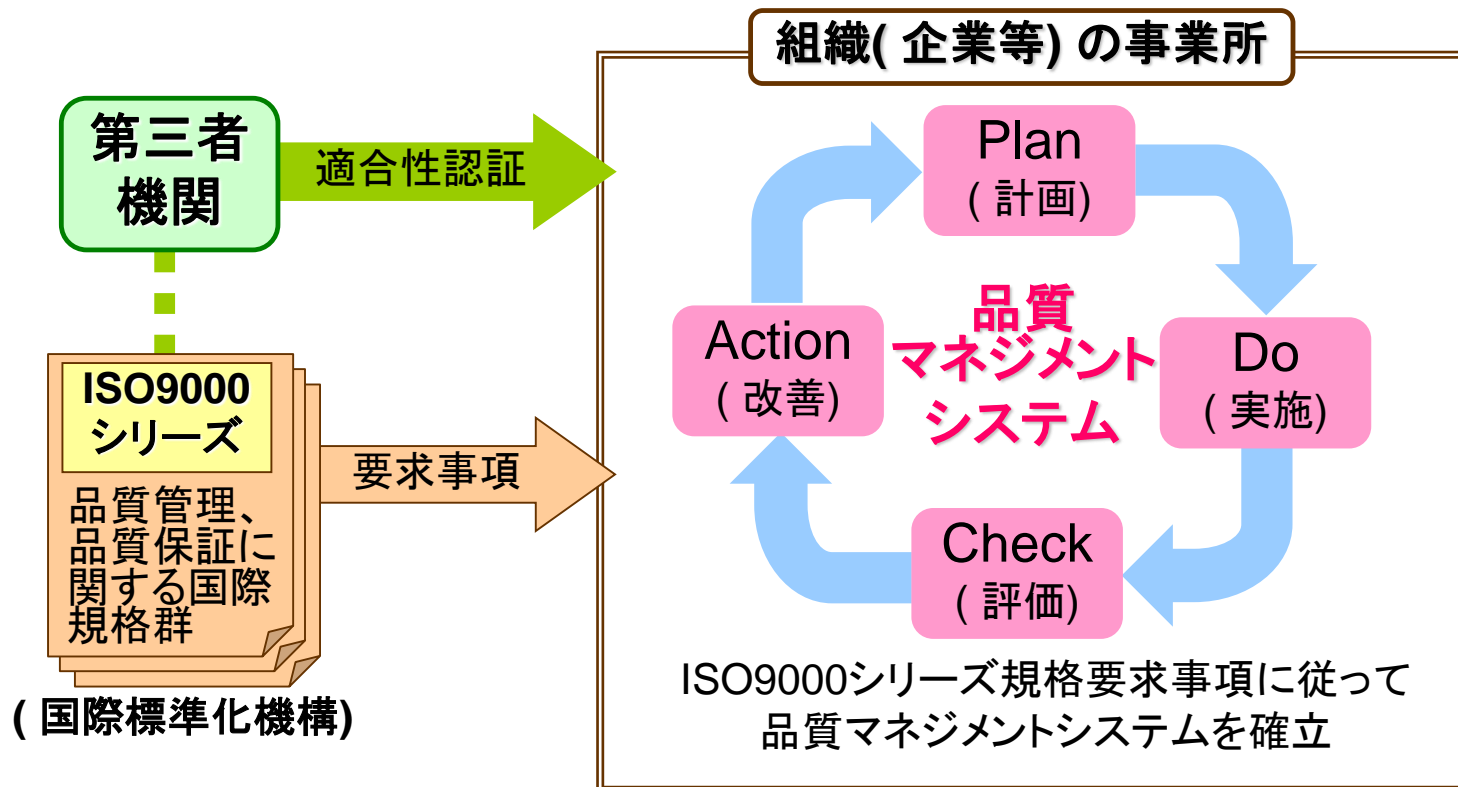 組織( 企業等) の事業所
第三者
機関
適合性認証
ISO9000
シリーズ
品質管理、
品質保証に
関する国際
規格群
( 国際標準化機構)
要求事項
Plan
( 計画)
Do
( 実施)
Check
( 評価)
Action
( 改善)
品質
マネジメント
システム
ISO9000シリーズ規格要求事項に従って
品質マネジメントシステムを確立